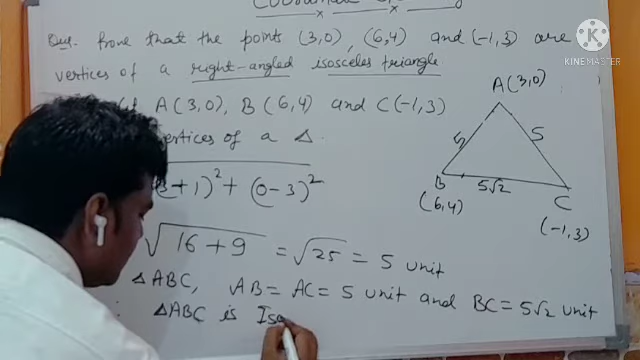 Ques. Prove that the points (3,0), (6,4) and (-1,3) are
vertices of a right-angled isosceles triangle.
A(3,0), B(6,4) and C(-1,3)
vertices of a Δ.
+1)² + (0-3)²
√16+9 = √25 = 5 unit
ΔABC, AB = AC = 5 unit and BC = 5√2 unit
ΔABC is Iso
A(3,0)
5
5
B
5√2
C
(6,4)
(-1,3)
KINEMASTER